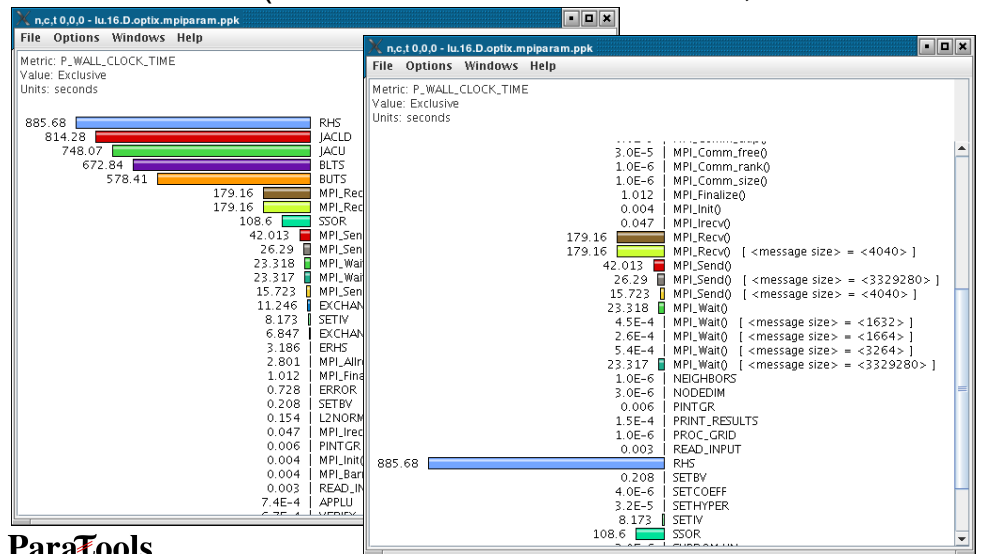 n,c,t 0,0,0 - lu.16.D.optix.mpiparam.ppk
File Options Windows Help
Metric: P_WALL_CLOCK_TIME
Value: Exclusive
Units: seconds
885.68 RHS
814.28 JACLD
748.07 JACU
672.84 BLTS
578.41 BUTS
179.16 MPI_Rec
179.16 MPI_Rec
108.6 SSOR
42.013 MPI_Sen
26.29 MPI_Sen
23.318 MPI_Wai
23.317 MPI_Wai
15.723 MPI_Sen
11.246 EXCHAN
8.173 SETIV
6.847 EXCHAN
3.186 ERHS
2.801 MPI_Allr
1.012 MPI_Fina
0.728 ERROR
0.208 SETBV
0.154 L2NORM
0.047 MPI_Irec
0.006 PINTGR
0.004 MPI_Init(
0.004 MPI_Bar
0.003 READ_IN
7.4E-4 APPLU
n,c,t 0,0,0 - lu.16.D.optix.mpiparam.ppk
File Options Windows Help
Metric: P_WALL_CLOCK_TIME
Value: Exclusive
Units: seconds
3.0E-5 MPI_Comm_free()
1.0E-6 MPI_Comm_rank()
1.0E-6 MPI_Comm_size()
1.012 MPI_Finalize()
0.004 MPI_Init()
0.047 MPI_Irecv()
179.16 MPI_Recv()
179.16 MPI_Recv() [ <message size> = <4040> ]
42.013 MPI_Send()
26.29 MPI_Send() [ <message size> = <3329280> ]
15.723 MPI_Send() [ <message size> = <4040> ]
23.318 MPI_Wait()
4.5E-4 MPI_Wait() [ <message size> = <1632> ]
2.6E-4 MPI_Wait() [ <message size> = <1664> ]
5.4E-4 MPI_Wait() [ <message size> = <3264> ]
23.317 MPI_Wait() [ <message size> = <3329280> ]
1.0E-6 NEIGHBORS
3.0E-6 NODEDIM
0.006 PINTGR
1.5E-4 PRINT_RESULTS
1.0E-6 PROC_GRID
0.003 READ_INPUT
885.68 RHS
0.208 SETBV
4.0E-6 SETCOEFF
3.2E-5 SETHYPER
8.173 SETIV
108.6 SSOR
ParaTools